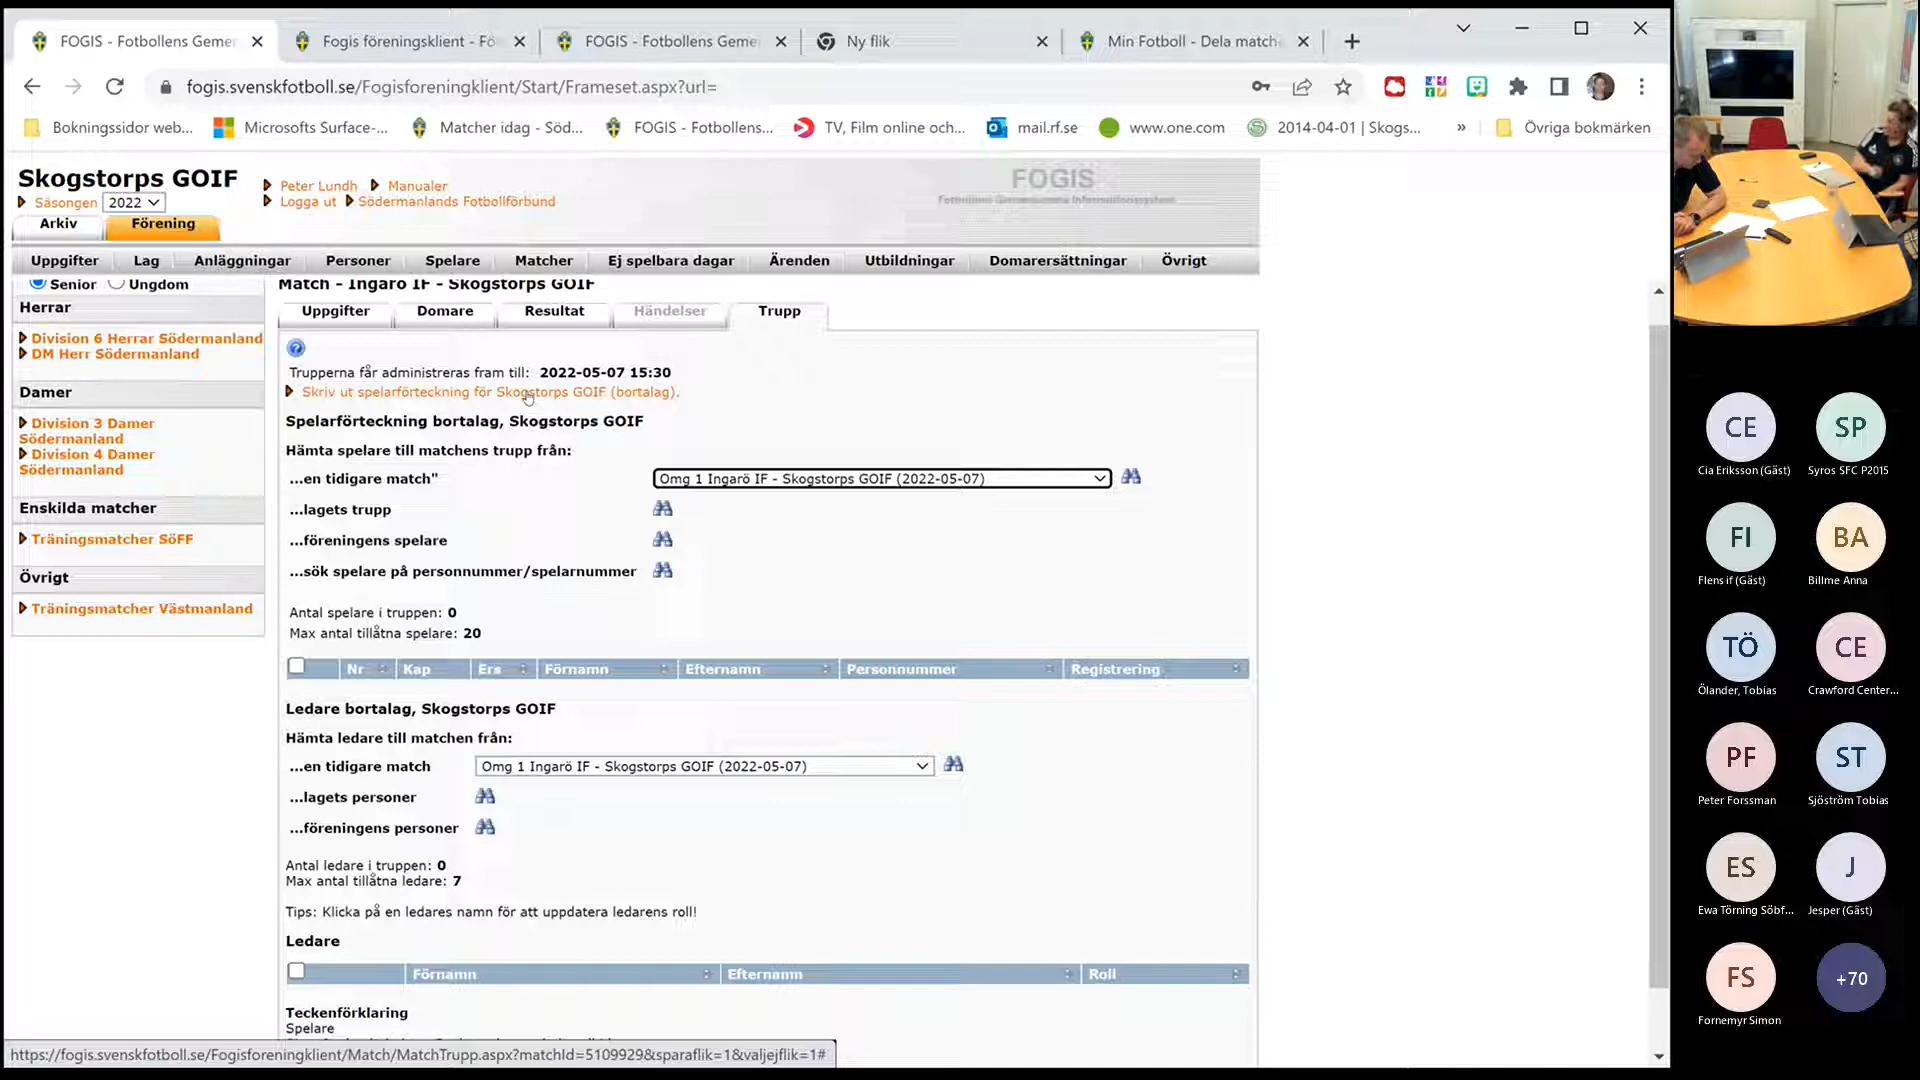 FOGIS - Fotbollens Gemen
Fogis föreningsklient - Fö
FOGIS - Fotbollens Geme
Ny flik
Min Fotboll - Dela match
fogis.svenskfotboll.se/Fogisforeningklient/Start/Frameset.aspx?url=
Bokningssidor web...
Microsofts Surface-...
Matcher idag - Söd...
FOGIS - Fotbollens...
TV, Film online och...
mail.rf.se
www.one.com
2014-04-01 | Skogs...
»
Övriga bokmärken
Skogstorps GOIF
Säsongen 2022
Peter Lundh Manualer
Logga ut Södermanlands Fotbollförbund
FOGIS
Fotbollens Gemensamma Informationssystem
Arkiv Förening
Uppgifter Lag Anläggningar Personer Spelare Matcher Ej spelbara dagar Ärenden Utbildningar Domarersättningar Övrigt
Senior Ungdom
Herrar
Division 6 Herrar Södermanland
DM Herr Södermanland
Damer
Division 3 Damer
Södermanland
Division 4 Damer
Södermanland
Enskilda matcher
Träningsmatcher SöFF
Övrigt
Träningsmatcher Västmanland
Match - Ingarö IF - Skogstorps GOIF
Uppgifter Domare Resultat Händelser Trupp
Trupperna får administreras fram till: 2022-05-07 15:30
Skriv ut spelarförteckning för Skogstorps GOIF (bortalag).
Spelarförteckning bortalag, Skogstorps GOIF
Hämta spelare till matchens trupp från:
...en tidigare match" Omg 1 Ingarö IF - Skogstorps GOIF (2022-05-07)
...lagets trupp
...föreningens spelare
...sök spelare på personnummer/spelarnummer
Antal spelare i truppen: 0
Max antal tillåtna spelare: 20
Nr Kap Ers Förnamn Efternamn Personnummer Registrering
Ledare bortalag, Skogstorps GOIF
Hämta ledare till matchen från:
...en tidigare match Omg 1 Ingarö IF - Skogstorps GOIF (2022-05-07)
...lagets personer
...föreningens personer
Antal ledare i truppen: 0
Max antal tillåtna ledare: 7
Tips: Klicka på en ledares namn för att uppdatera ledarens roll!
Ledare
Förnamn Efternamn Roll
Teckenförklaring
Spelare
https://fogis.svenskfotboll.se/Fogisforeningklient/Match/MatchTrupp.aspx?matchId=5109929&sparaflik=1&valjejflik=1#
CE SP
Cia Eriksson (Gäst) Syros SFC P2015
FI BA
Flens if (Gäst) Billme Anna
TÖ CE
Ölander, Tobias Crawford Center...
PF ST
Peter Forssman Sjöström Tobias
ES J
Ewa Törning Söbf... Jesper (Gäst)
FS +70
Fornemyr Simon